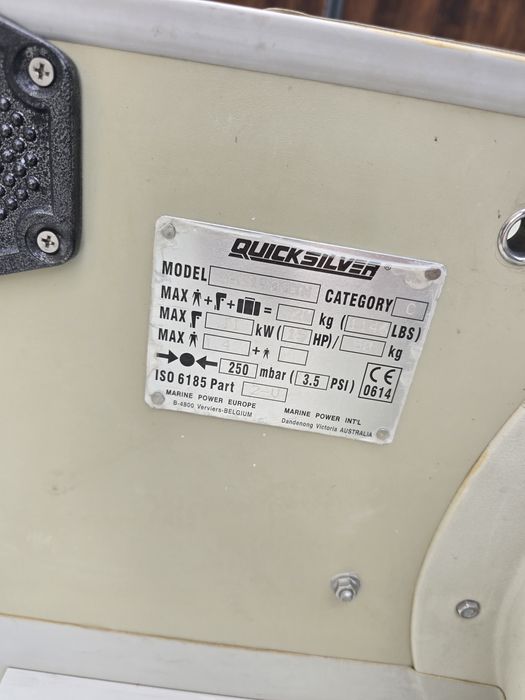 QUICKSILVER®
MODEL CATEGORY C
MAX + + = kg ( LBS)
MAX kW ( HP)/ kg
MAX 4 +
250 mbar ( 3.5 PSI) CE
ISO 6185 Part 0614
MARINE POWER EUROPE MARINE POWER INT'L
B-4800 Verviers-BELGIUM Dandenong Victoria AUSTRALIA